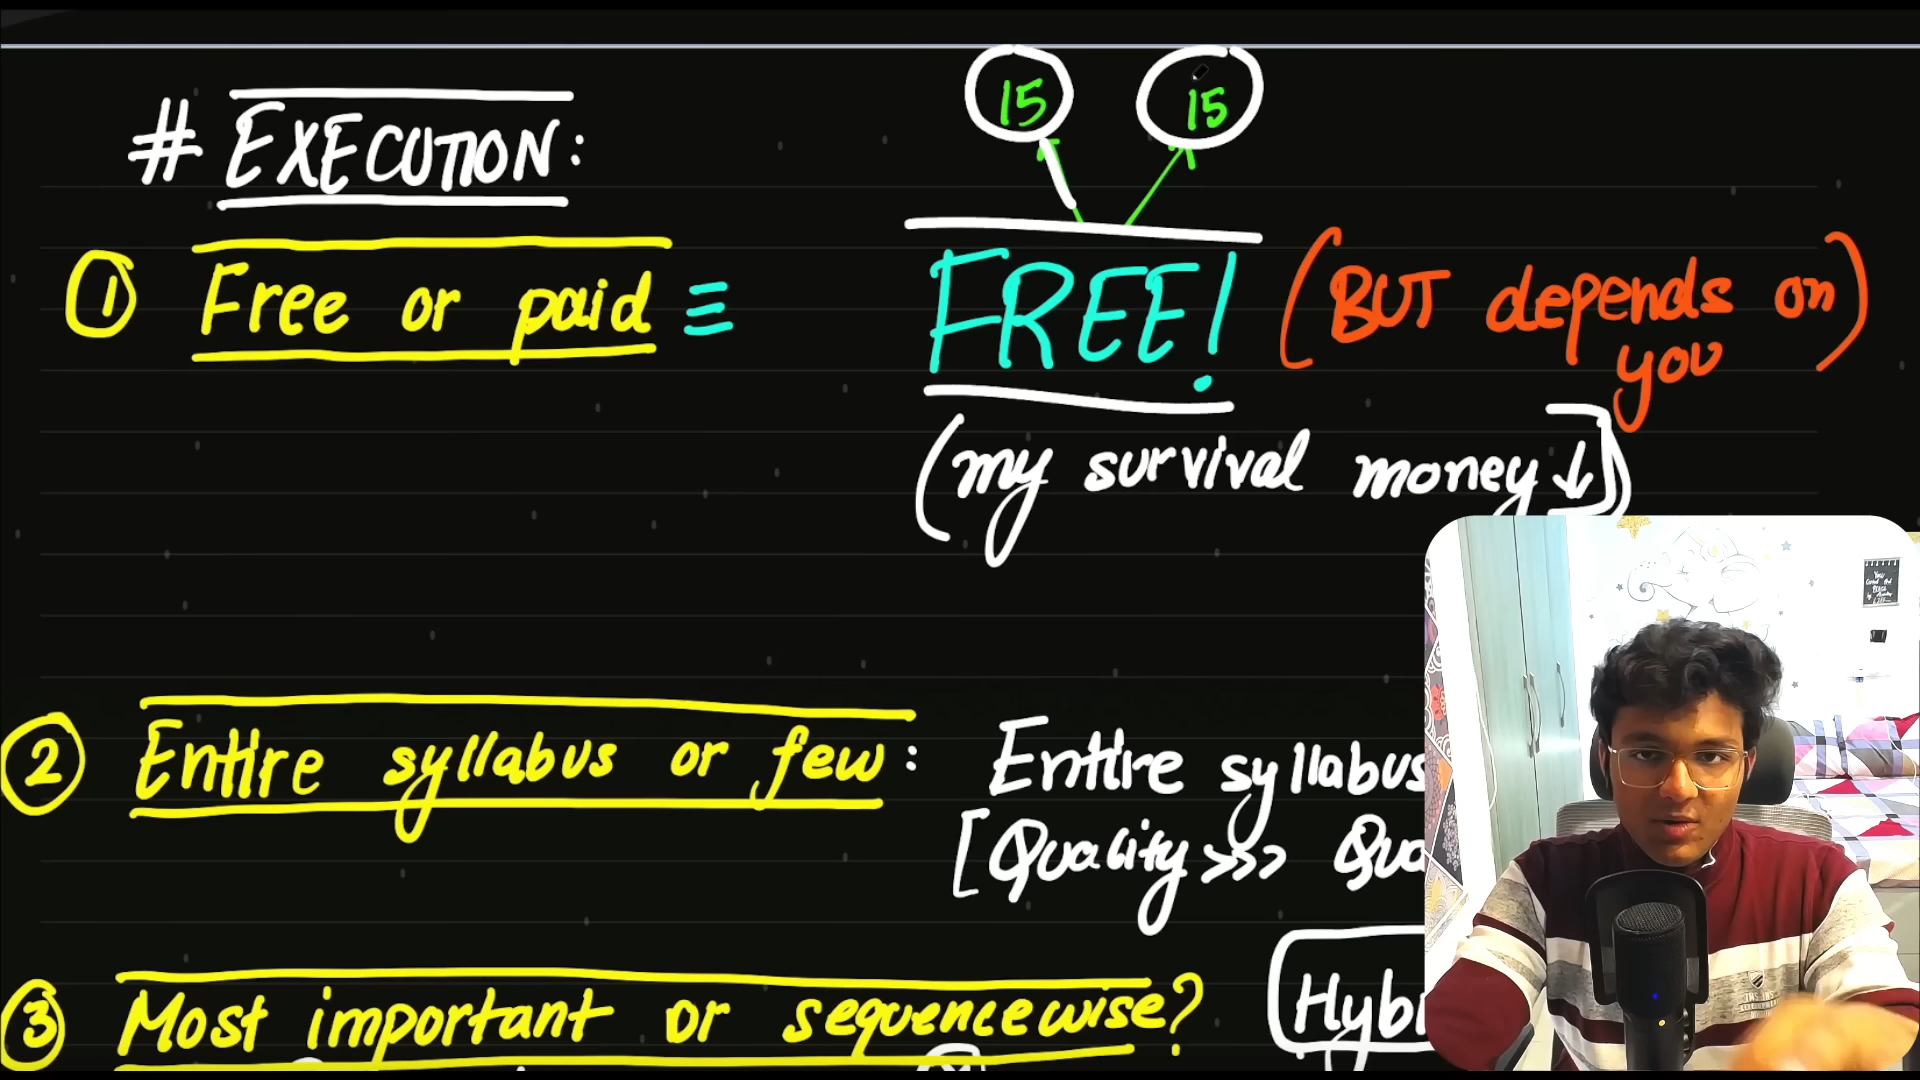 15 15
# EXECUTION:
① Free or paid ≡ FREE! (BUT depends on you)
(my survival money ↓)
② Entire syllabus or few: Entire syllabus
[Quality >>>
③ Most important or sequencewise?